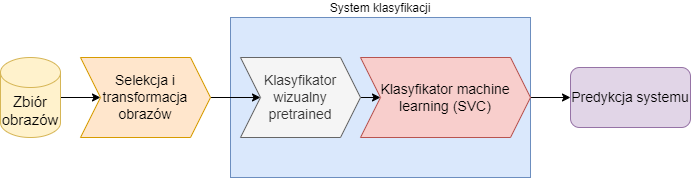 System klasyfikacji
Zbiór
obrazów
Selekcja i
transformacja
obrazów
Klasyfikator
wizualny
pretrained
Klasyfikator machine
learning (SVC)
Predykcja systemu